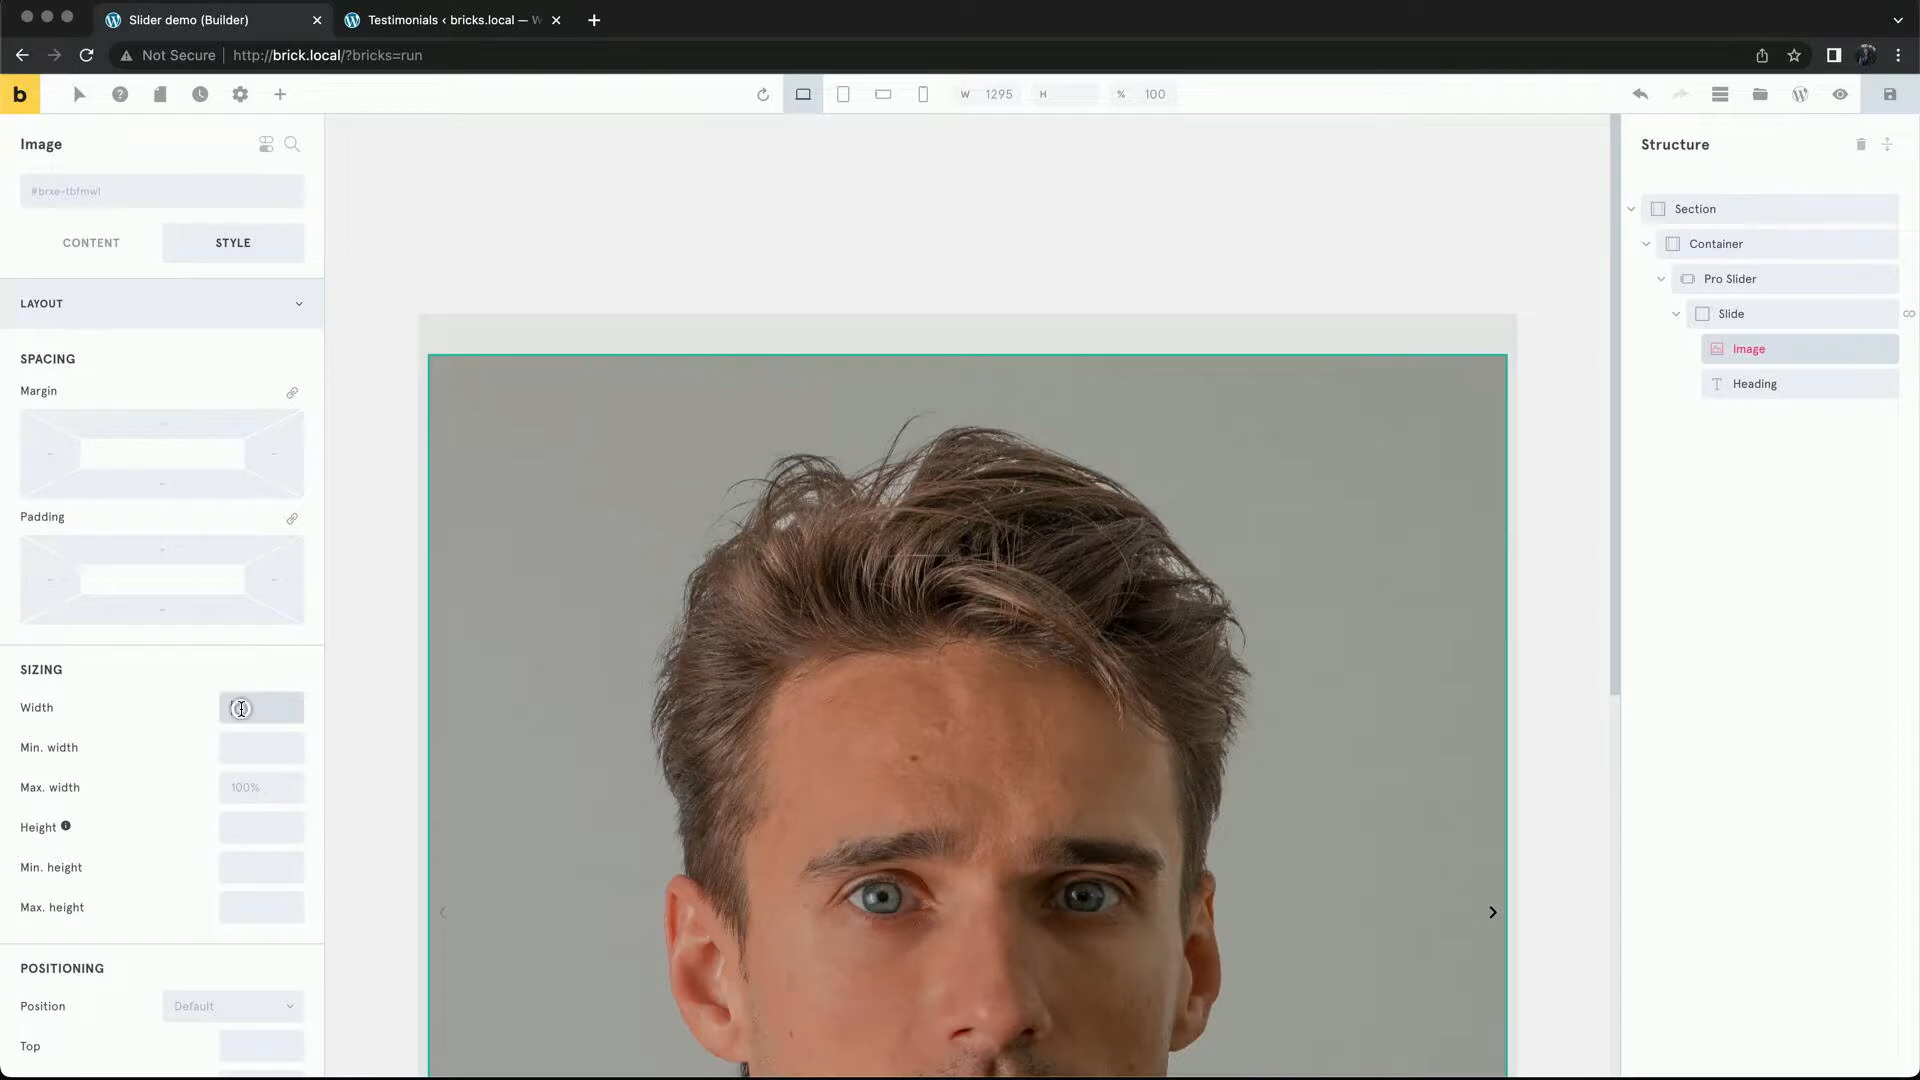 Slider demo (Builder)
Testimonials ‹ bricks.local — W
Not Secure
http://brick.local/?bricks=run
b
W 1295 H % 100
Image
#brxe-tbfmwl
CONTENT
STYLE
LAYOUT
SPACING
Margin
Padding
SIZING
Width
Min. width
Max. width
100%
Height
Min. height
Max. height
POSITIONING
Position
Default
Top
Structure
Section
Container
Pro Slider
Slide
Image
Heading